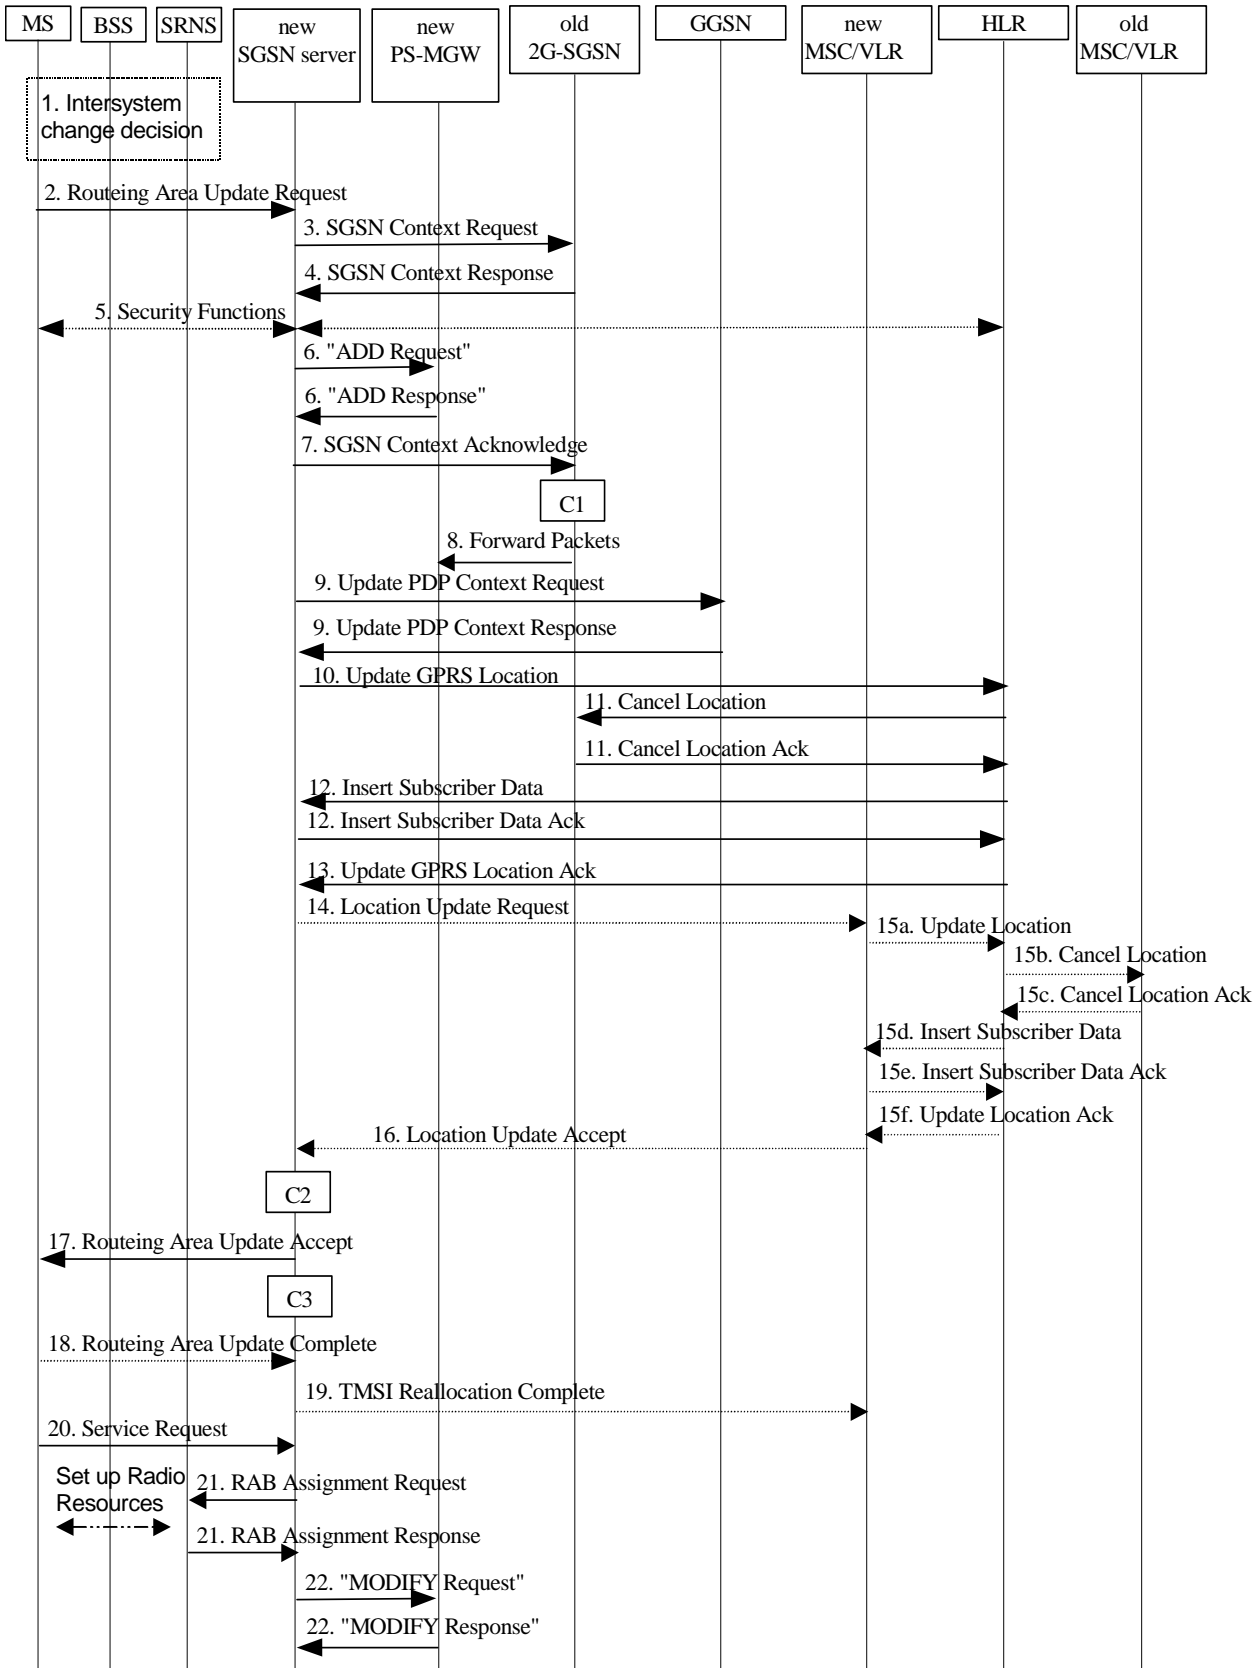 MS
BSS
SRNS
new
SGSN server
new
PS-MGW
old
2G-SGSN
GGSN
new
MSC/VLR
HLR
old
MSC/VLR
1. Intersystem
change decision
2. Routeing Area Update Request
3. SGSN Context Request
4. SGSN Context Response
5. Security Functions
6. "ADD Request"
6. "ADD Response"
7. SGSN Context Acknowledge
C1
8. Forward Packets
9. Update PDP Context Request
9. Update PDP Context Response
10. Update GPRS Location
11. Cancel Location
11. Cancel Location Ack
12. Insert Subscriber Data
12. Insert Subscriber Data Ack
13. Update GPRS Location Ack
14. Location Update Request
15a. Update Location
15b. Cancel Location
15c. Cancel Location Ack
15d. Insert Subscriber Data
15e. Insert Subscriber Data Ack
15f. Update Location Ack
16. Location Update Accept
C2
17. Routeing Area Update Accept
C3
18. Routeing Area Update Complete
19. TMSI Reallocation Complete
20. Service Request
Set up Radio
Resources
21. RAB Assignment Request
21. RAB Assignment Response
22. "MODIFY Request"
22. "MODIFY Response"